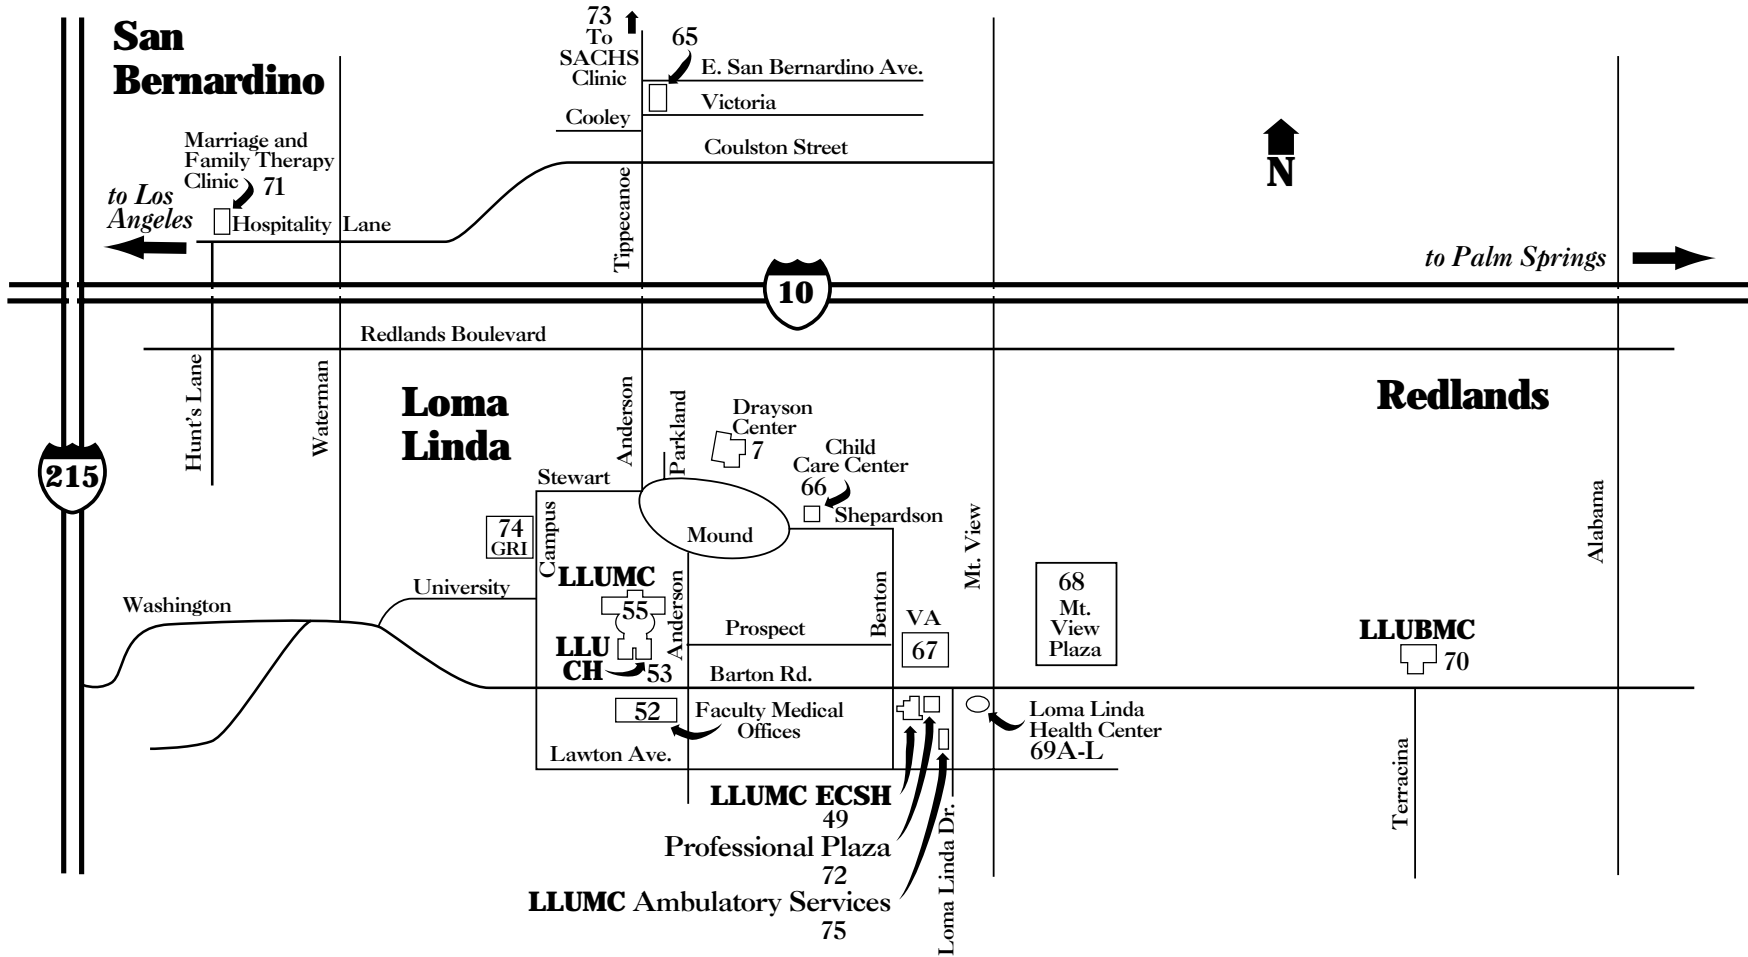 San
Bernardino
73
To
SACHS
Clinic
65
E. San Bernardino Ave.
Victoria
Cooley
Coulston Street
Marriage and
Family Therapy
Clinic
71
to Los
Angeles
Hospitality Lane
Tippecanoe
N
to Palm Springs
10
Redlands Boulevard
Hunt's Lane
Waterman
Loma
Linda
Anderson
Parkland
Drayson
Center
7
Child
Care Center
66
Redlands
215
Stewart
Campus
74
GRI
Mound
Shepardson
Mt. View
Alabama
University
Washington
LLUMC
55
LLU
CH
53
Anderson
Prospect
Benton
VA
67
68
Mt.
View
Plaza
LLUBMC
70
Barton Rd.
52
Faculty Medical
Offices
Loma Linda
Health Center
69A-L
Lawton Ave.
LLUMC ECSH
49
Professional Plaza
72
LLUMC Ambulatory Services
75
Loma Linda Dr.
Terracina